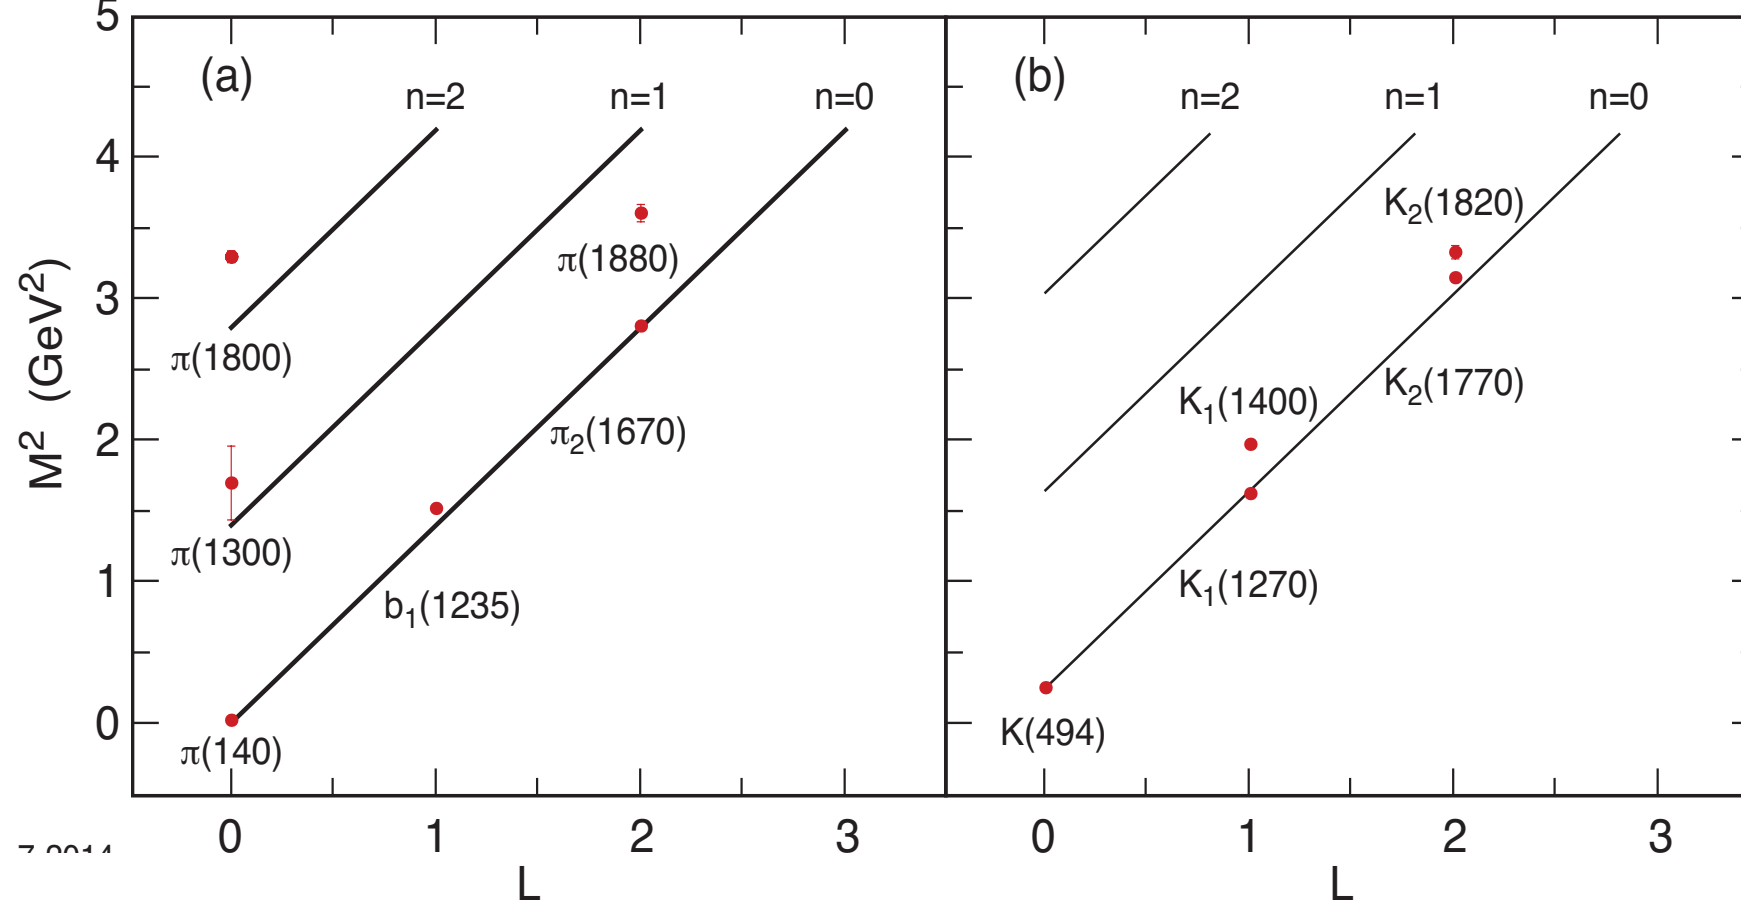 5
(a)
(b)
n=2
n=1
n=0
n=2
n=1
n=0
4
K₂(1820)
π(1880)
3
M² (GeV²)
π(1800)
K₂(1770)
K₁(1400)
2
π₂(1670)
π(1300)
1
b₁(1235)
K₁(1270)
0
π(140)
K(494)
0
1
2
3
0
1
2
3
L
L